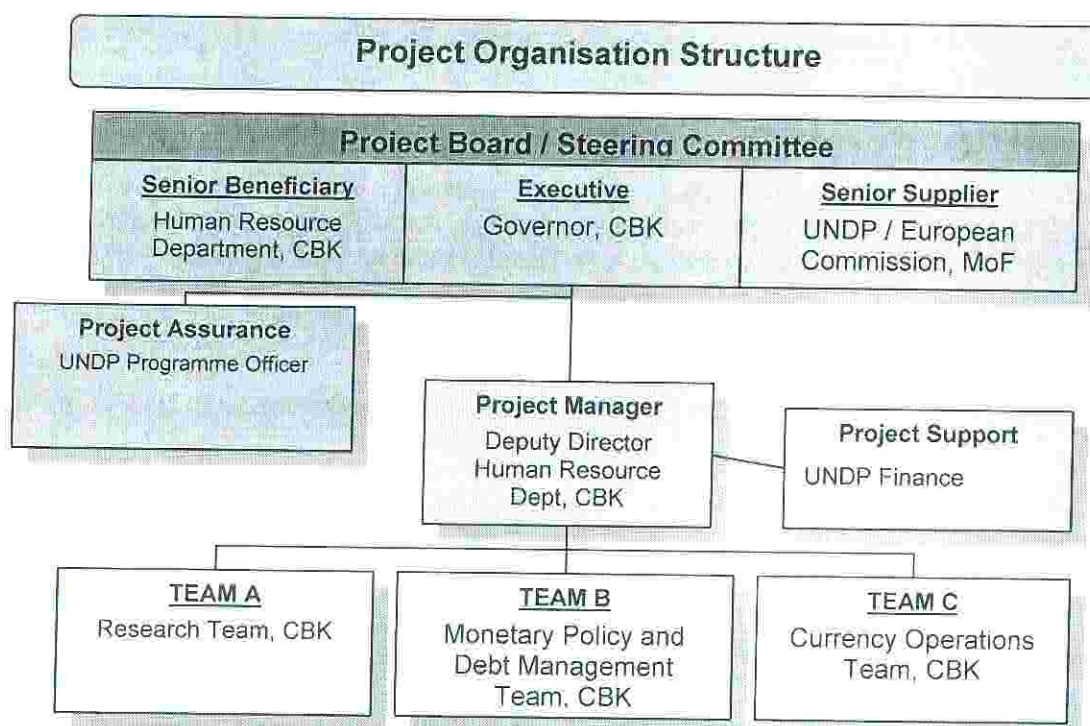 Project Organisation Structure
Project Board / Steering Committee
Senior Beneficiary
Human Resource
Department, CBK
Executive
Governor, CBK
Senior Supplier
UNDP / European
Commission, MoF
Project Assurance
UNDP Programme Officer
Project Manager
Deputy Director
Human Resource
Dept, CBK
Project Support
UNDP Finance
TEAM A
Research Team, CBK
TEAM B
Monetary Policy and
Debt Management
Team, CBK
TEAM C
Currency Operations
Team, CBK